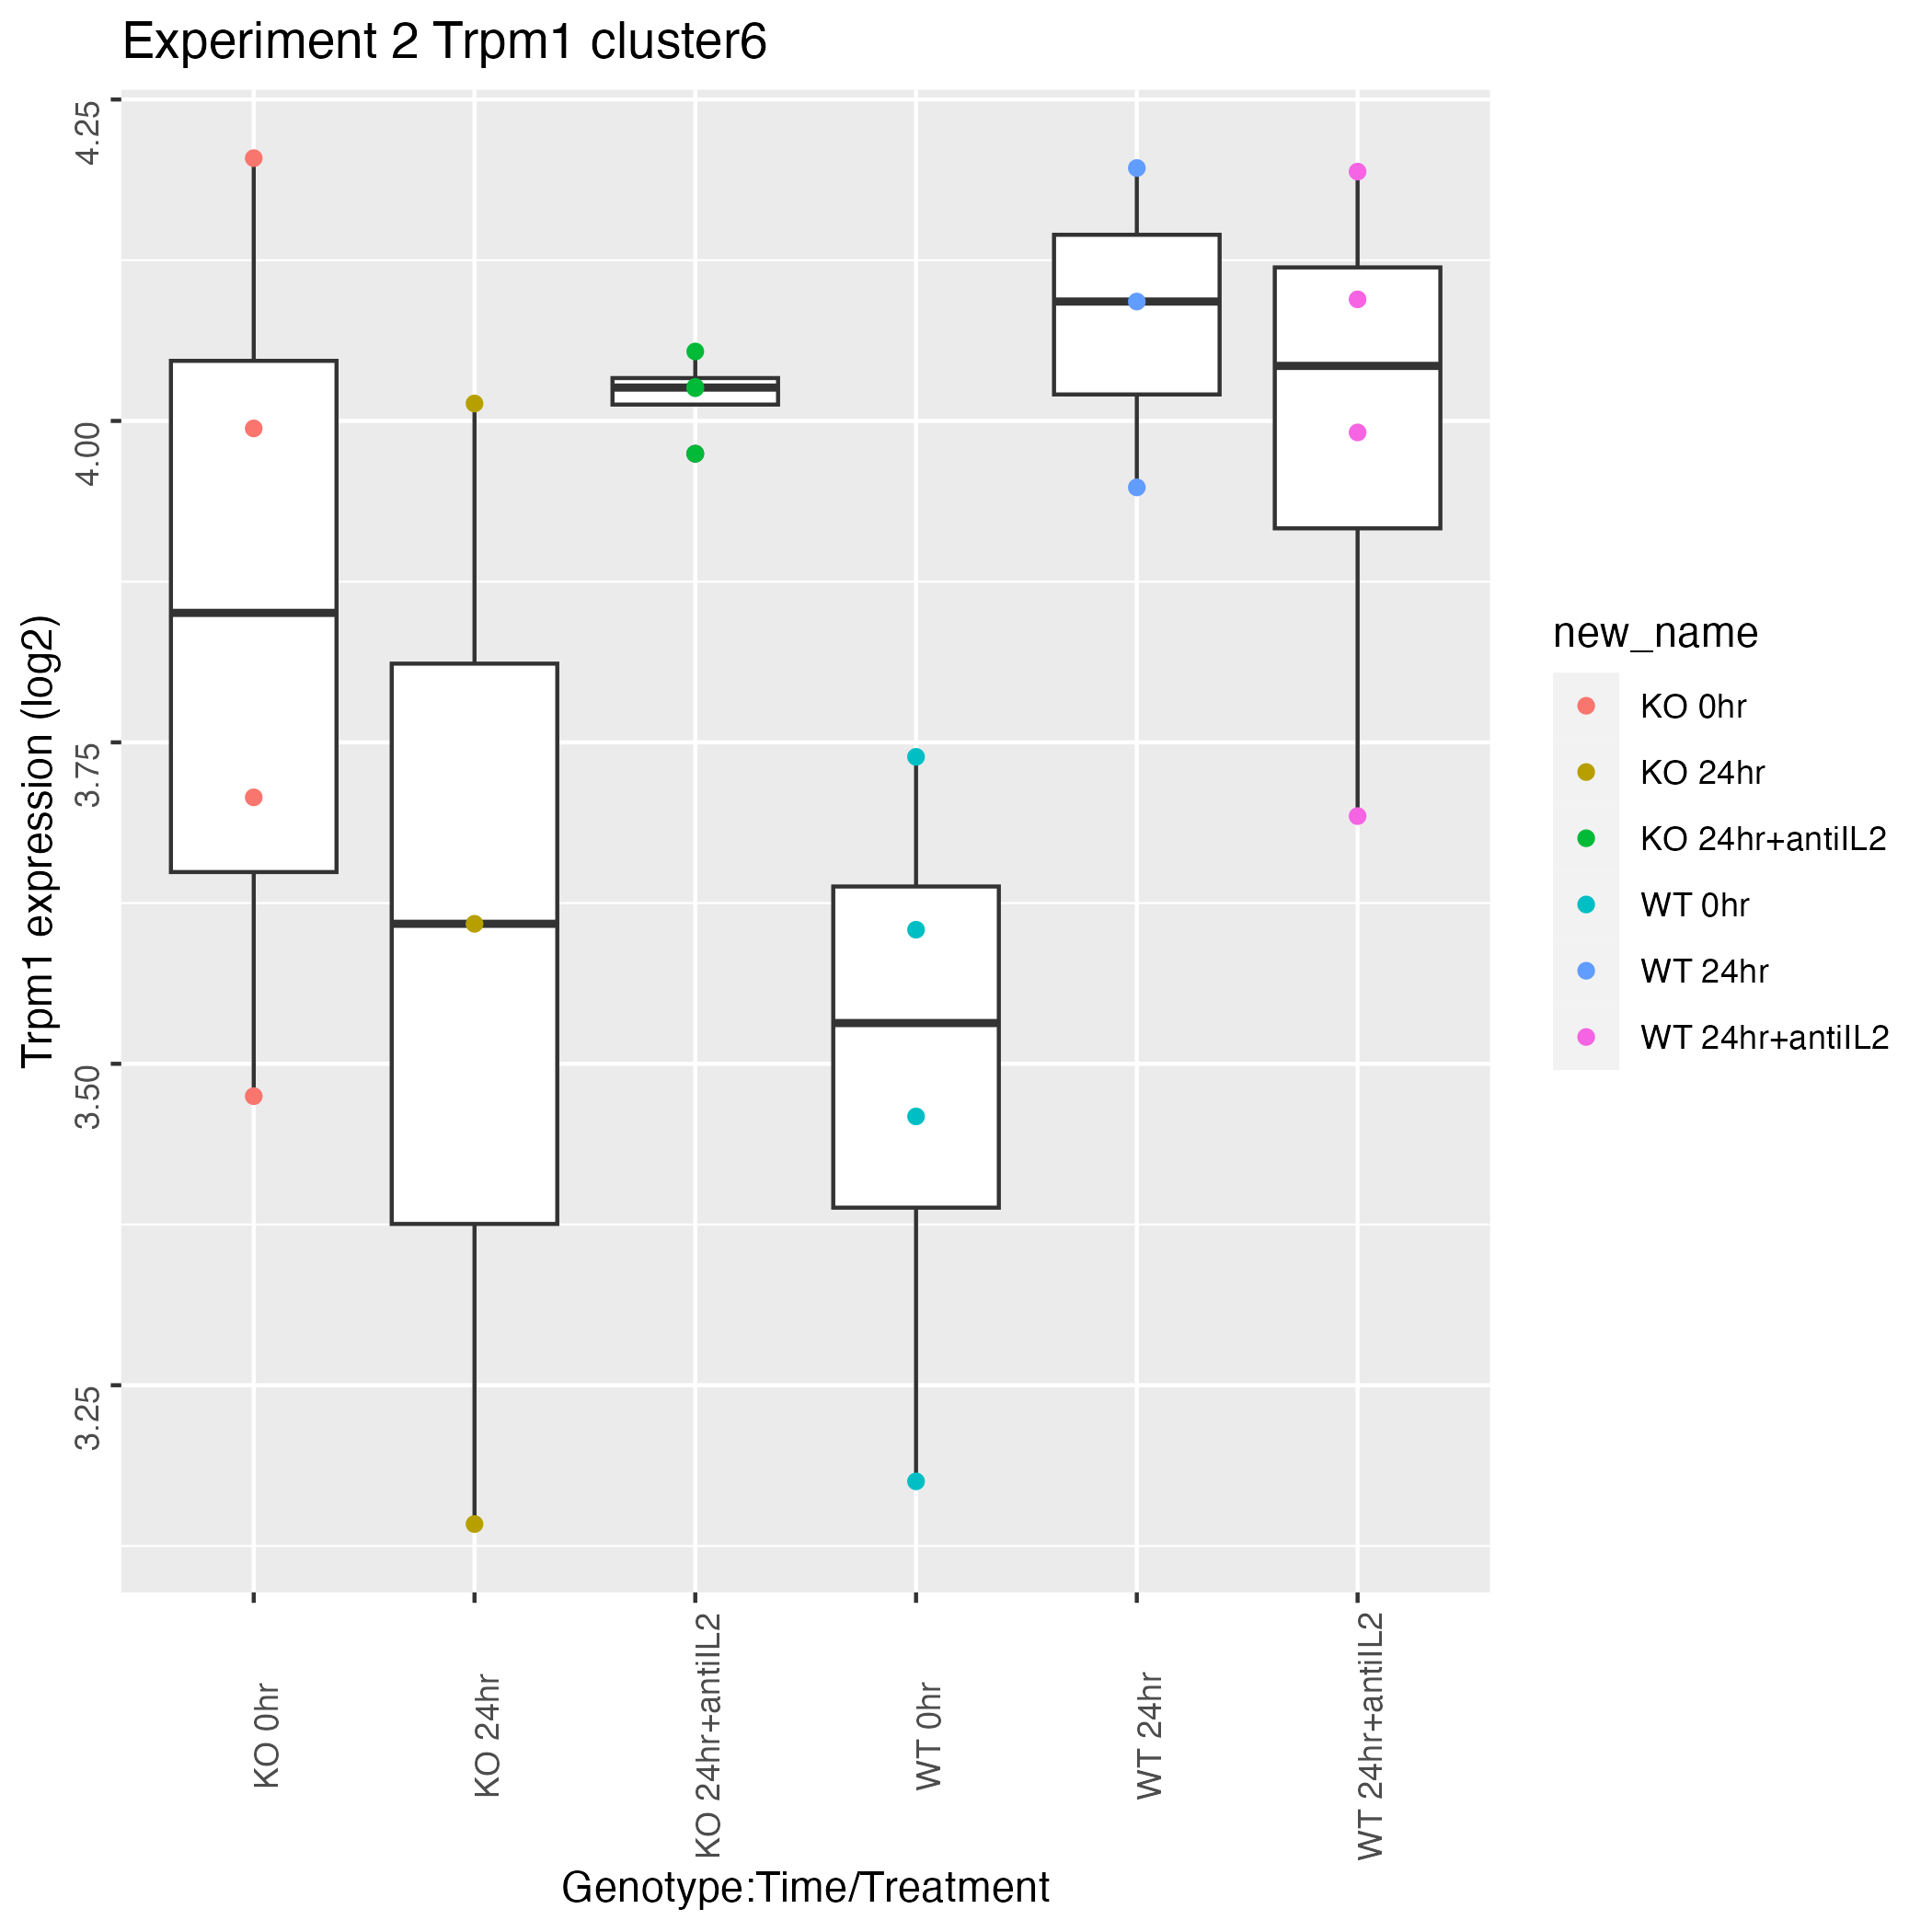 Experiment 2 Trpm1 cluster6
Trpm1 expression (log2)
4.25
4.00
3.75
3.50
3.25
KO 0hr
KO 24hr
KO 24hr+antiIL2
WT 0hr
WT 24hr
WT 24hr+antiIL2
Genotype:Time/Treatment
new_name
KO 0hr
KO 24hr
KO 24hr+antiIL2
WT 0hr
WT 24hr
WT 24hr+antiIL2